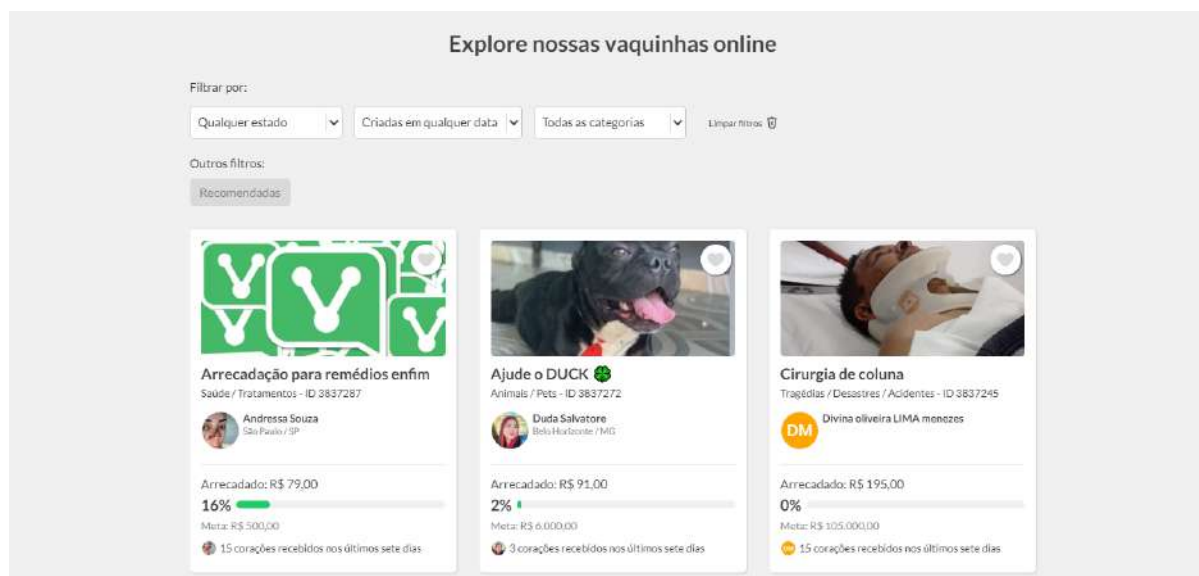 Explore nossas vaquinhas online
Filtrar por:
Qualquer estado
Criadas em qualquer data
Todas as categorias
Limpar filtros
Outros filtros:
Recomendadas
Arrecadação para remédios enfim
Saúde / Tratamentos - ID 3837287
Andressa Souza
São Paulo / SP
Arrecadado: R$ 79,00
16%
Meta: R$ 500,00
15 corações recebidos nos últimos sete dias
Ajude o DUCK
Animais / Pets - ID 3837272
Duda Salvatore
Belo Horizonte / MG
Arrecadado: R$ 91,00
2%
Meta: R$ 6.000,00
3 corações recebidos nos últimos sete dias
Cirurgia de coluna
Tragédias / Desastres / Acidentes - ID 3837245
DM
Divina oliveira LIMA menezes
Arrecadado: R$ 195,00
0%
Meta: R$ 105.000,00
15 corações recebidos nos últimos sete dias